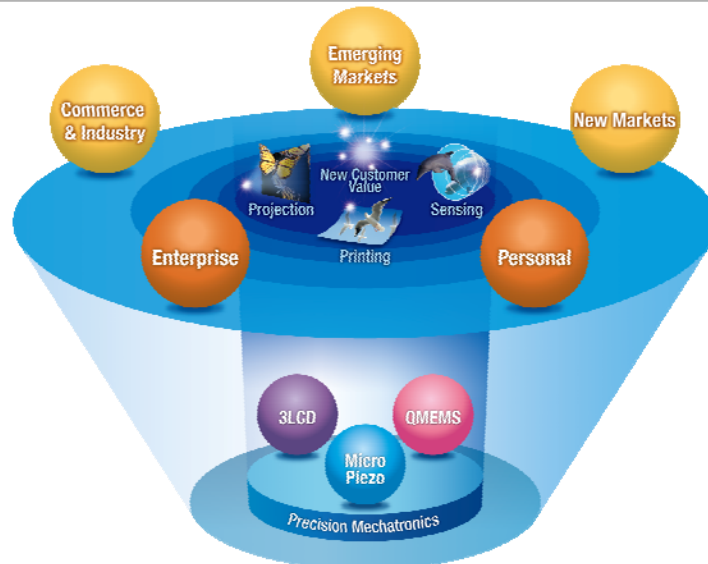 Emerging
Markets
Commerce
& Industry
New Markets
New Customer
Value
Projection
Sensing
Printing
Enterprise
Personal
3LCD
QMEMS
Micro
Piezo
Precision Mechatronics